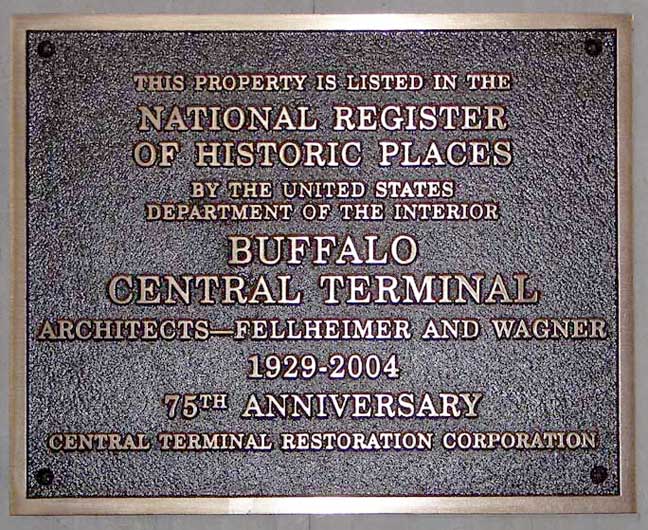 THIS PROPERTY IS LISTED IN THE
NATIONAL REGISTER
OF HISTORIC PLACES
BY THE UNITED STATES
DEPARTMENT OF THE INTERIOR
BUFFALO
CENTRAL TERMINAL
ARCHITECTS—FELLHEIMER AND WAGNER
1929-2004
75TH ANNIVERSARY
CENTRAL TERMINAL RESTORATION CORPORATION